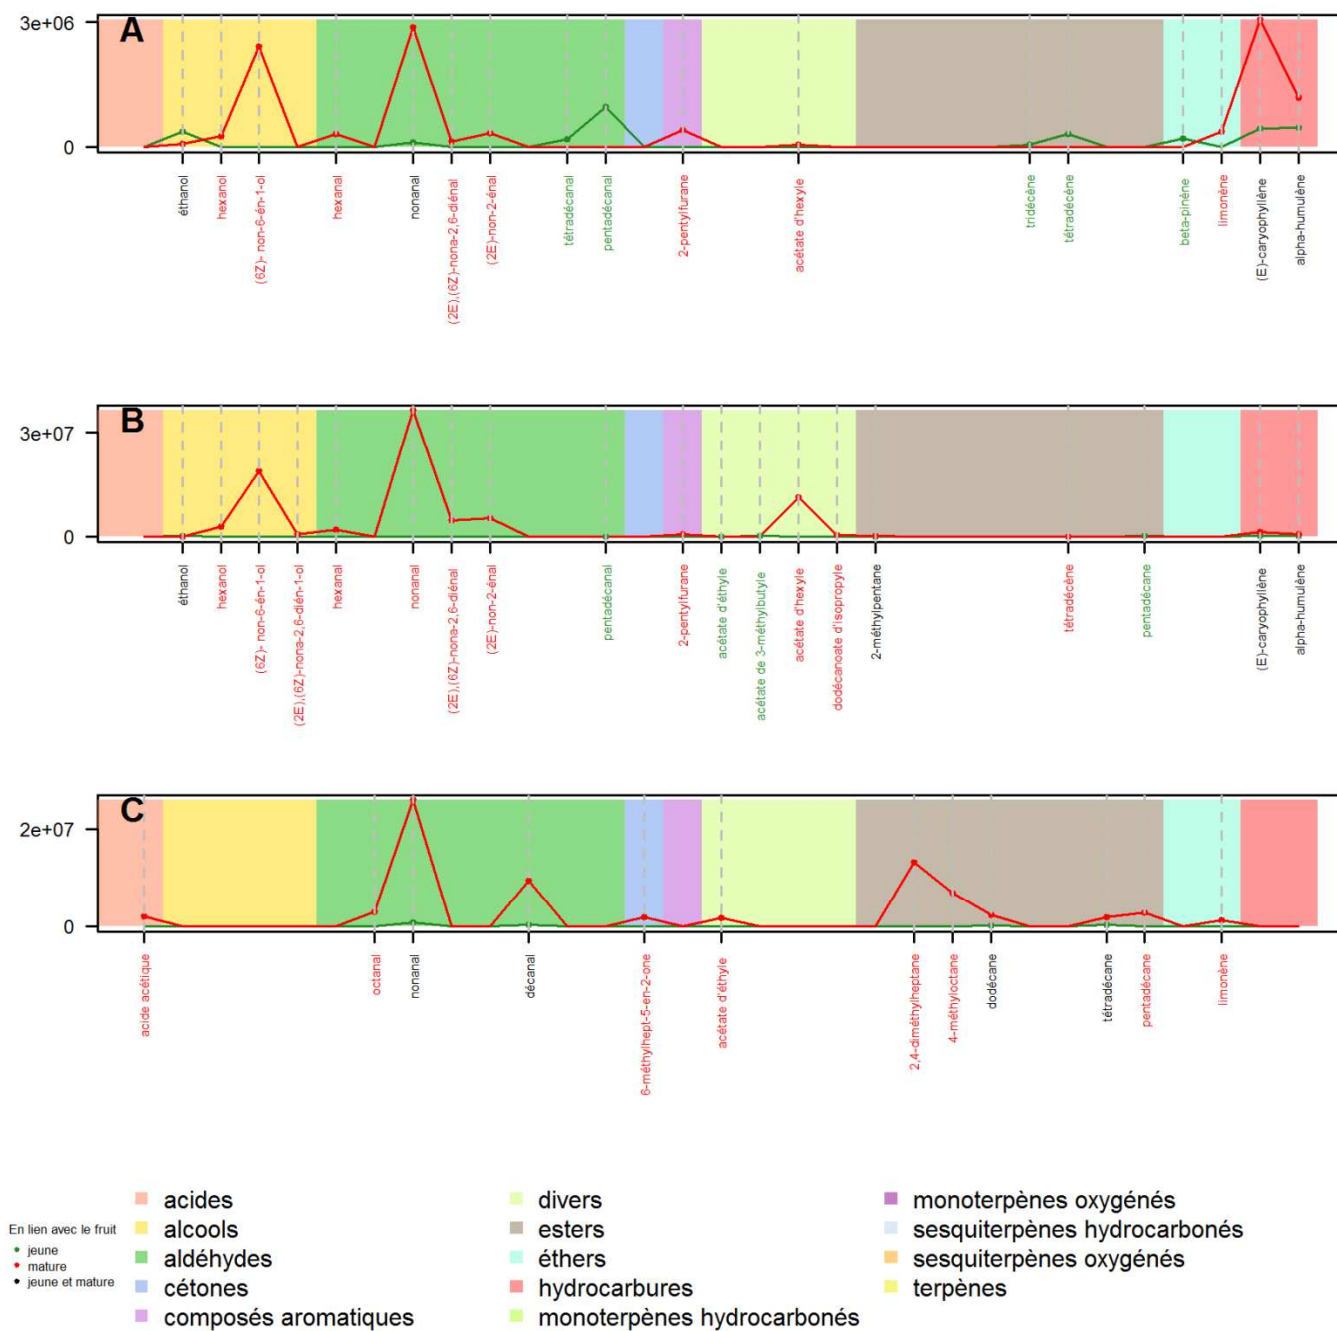 A
3e+06
0
éthanol
hexanol
(6Z)- non-6-én-1-ol
hexanal
nonanal
(2E),(6Z)-nona-2,6-diénal
(2E)-non-2-énal
tétradécanal
pentadécanal
2-pentylfurane
acétate d'hexyle
tridécène
tétradécène
beta-pinène
limonène
(E)-caryophyllène
alpha-humulène
B
3e+07
0
éthanol
hexanol
(6Z)- non-6-én-1-ol
(2E),(6Z)-nona-2,6-dién-1-ol
hexanal
nonanal
(2E),(6Z)-nona-2,6-diénal
(2E)-non-2-énal
pentadécanal
2-pentylfurane
acétate d'éthyle
acétate de 3-méthylbutyle
acétate d'hexyle
dodécanoate d'isopropyle
2-méthylpentane
tétradécène
pentadécane
(E)-caryophyllène
alpha-humulène
C
2e+07
0
acide acétique
octanal
nonanal
décanal
6-méthylhept-5-en-2-one
acétate d'éthyle
2,4-diméthylheptane
4-méthyloctane
dodécane
tétradécane
pentadécane
limonène
En lien avec le fruit
jeune
mature
jeune et mature
acides
alcools
aldéhydes
cétones
composés aromatiques
divers
esters
éthers
hydrocarbures
monoterpènes hydrocarbonés
monoterpènes oxygénés
sesquiterpènes hydrocarbonés
sesquiterpènes oxygénés
terpènes